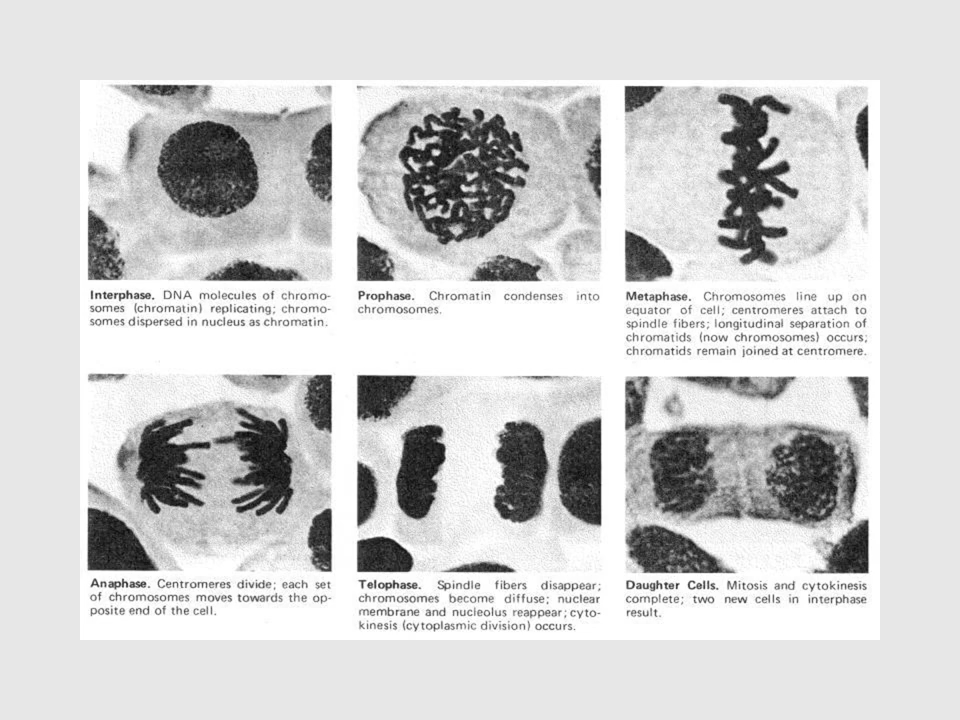 Interphase. DNA molecules of chromo-
somes (chromatin) replicating; chromo-
somes dispersed in nucleus as chromatin.
Prophase. Chromatin condenses into
chromosomes.
Metaphase. Chromosomes line up on
equator of cell; centromeres attach to
spindle fibers; longitudinal separation of
chromatids (now chromosomes) occurs;
chromatids remain joined at centromere.
Anaphase. Centromeres divide; each set
of chromosomes moves towards the op-
posite end of the cell.
Telophase. Spindle fibers disappear;
chromosomes become diffuse; nuclear
membrane and nucleolus reappear; cyto-
kinesis (cytoplasmic division) occurs.
Daughter Cells. Mitosis and cytokinesis
complete; two new cells in interphase
result.